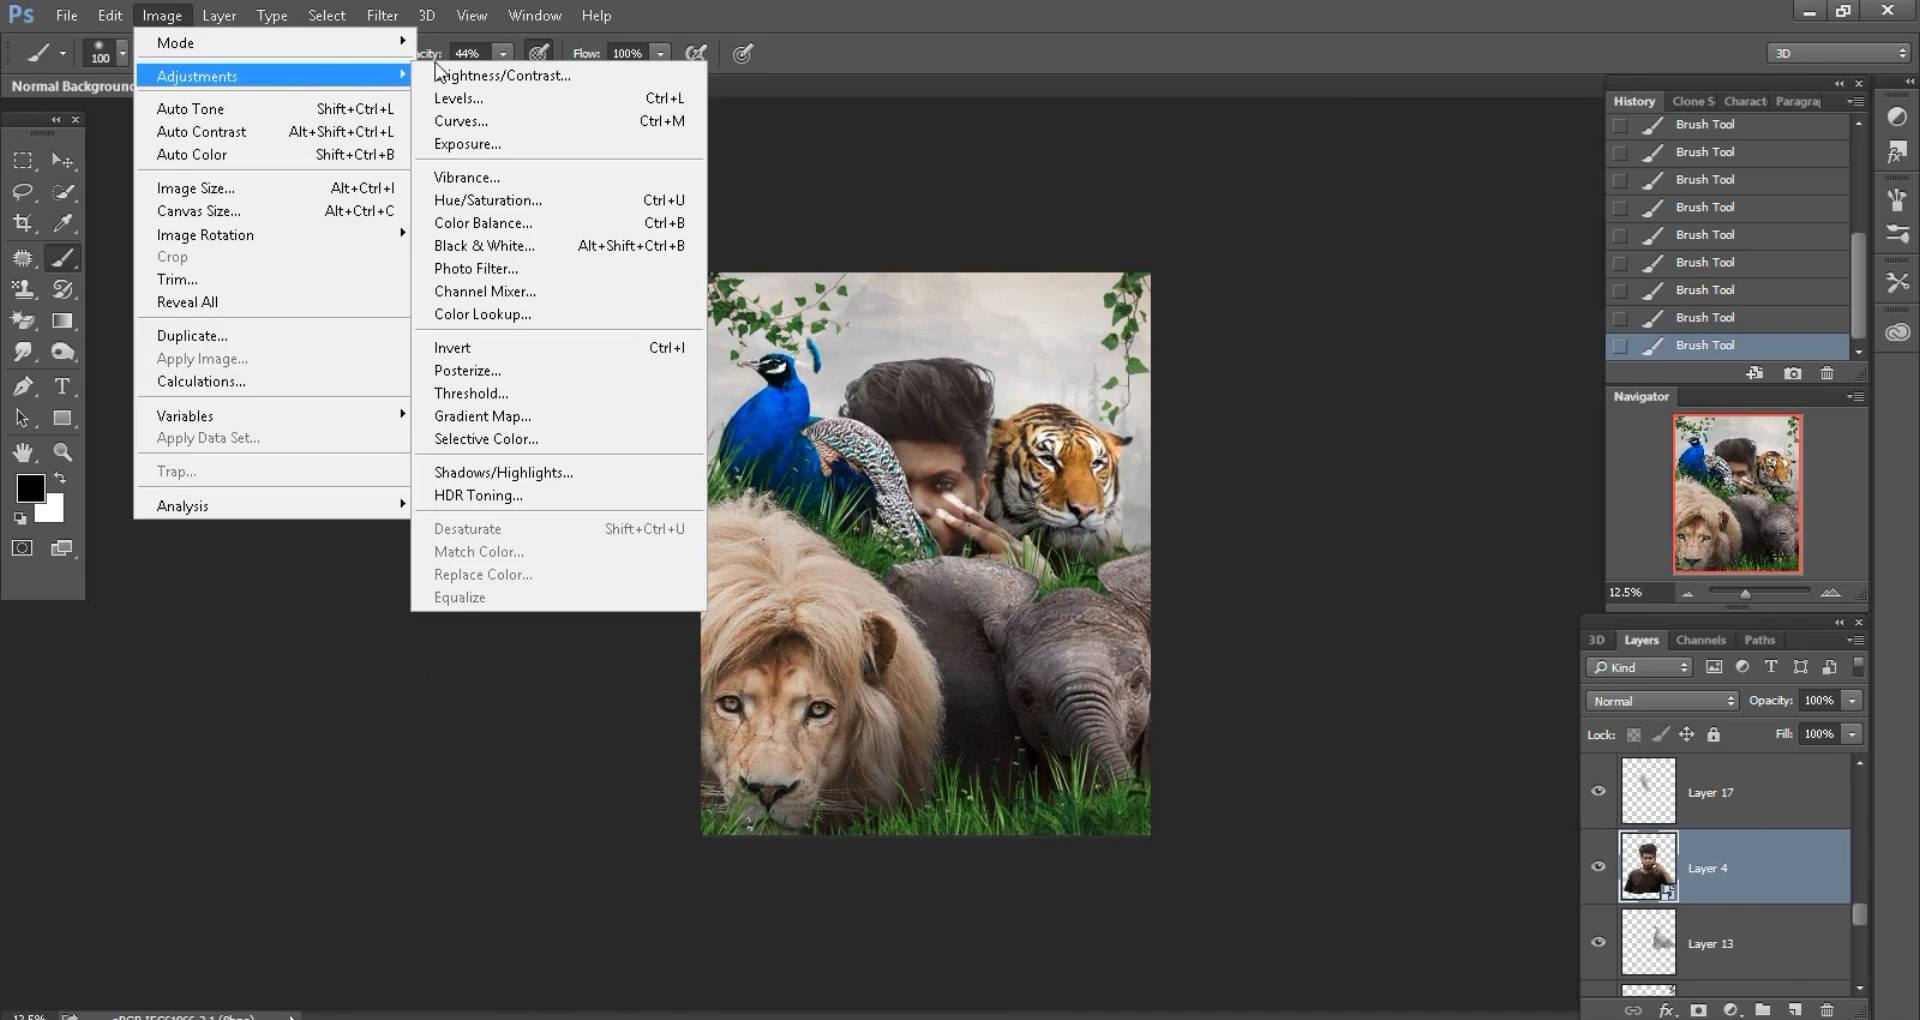 Ps File Edit Image Layer Type Select Filter 3D View Window Help
100
44%
Flow: 100%
3D
Normal Background
Mode
Adjustments
Auto Tone Shift+Ctrl+L
Auto Contrast Alt+Shift+Ctrl+L
Auto Color Shift+Ctrl+B
Image Size... Alt+Ctrl+I
Canvas Size... Alt+Ctrl+C
Image Rotation
Crop
Trim...
Reveal All
Duplicate...
Apply Image...
Calculations...
Variables
Apply Data Set...
Trap...
Analysis
Brightness/Contrast...
Levels... Ctrl+L
Curves... Ctrl+M
Exposure...
Vibrance...
Hue/Saturation... Ctrl+U
Color Balance... Ctrl+B
Black & White... Alt+Shift+Ctrl+B
Photo Filter...
Channel Mixer...
Color Lookup...
Invert Ctrl+I
Posterize...
Threshold...
Gradient Map...
Selective Color...
Shadows/Highlights...
HDR Toning...
Desaturate Shift+Ctrl+U
Match Color...
Replace Color...
Equalize
History Clone S Charact Paragra
Brush Tool
Brush Tool
Brush Tool
Brush Tool
Brush Tool
Brush Tool
Brush Tool
Brush Tool
Brush Tool
Navigator
12.5%
3D Layers Channels Paths
Kind
Normal Opacity: 100%
Lock: Fill: 100%
Layer 17
Layer 4
Layer 13